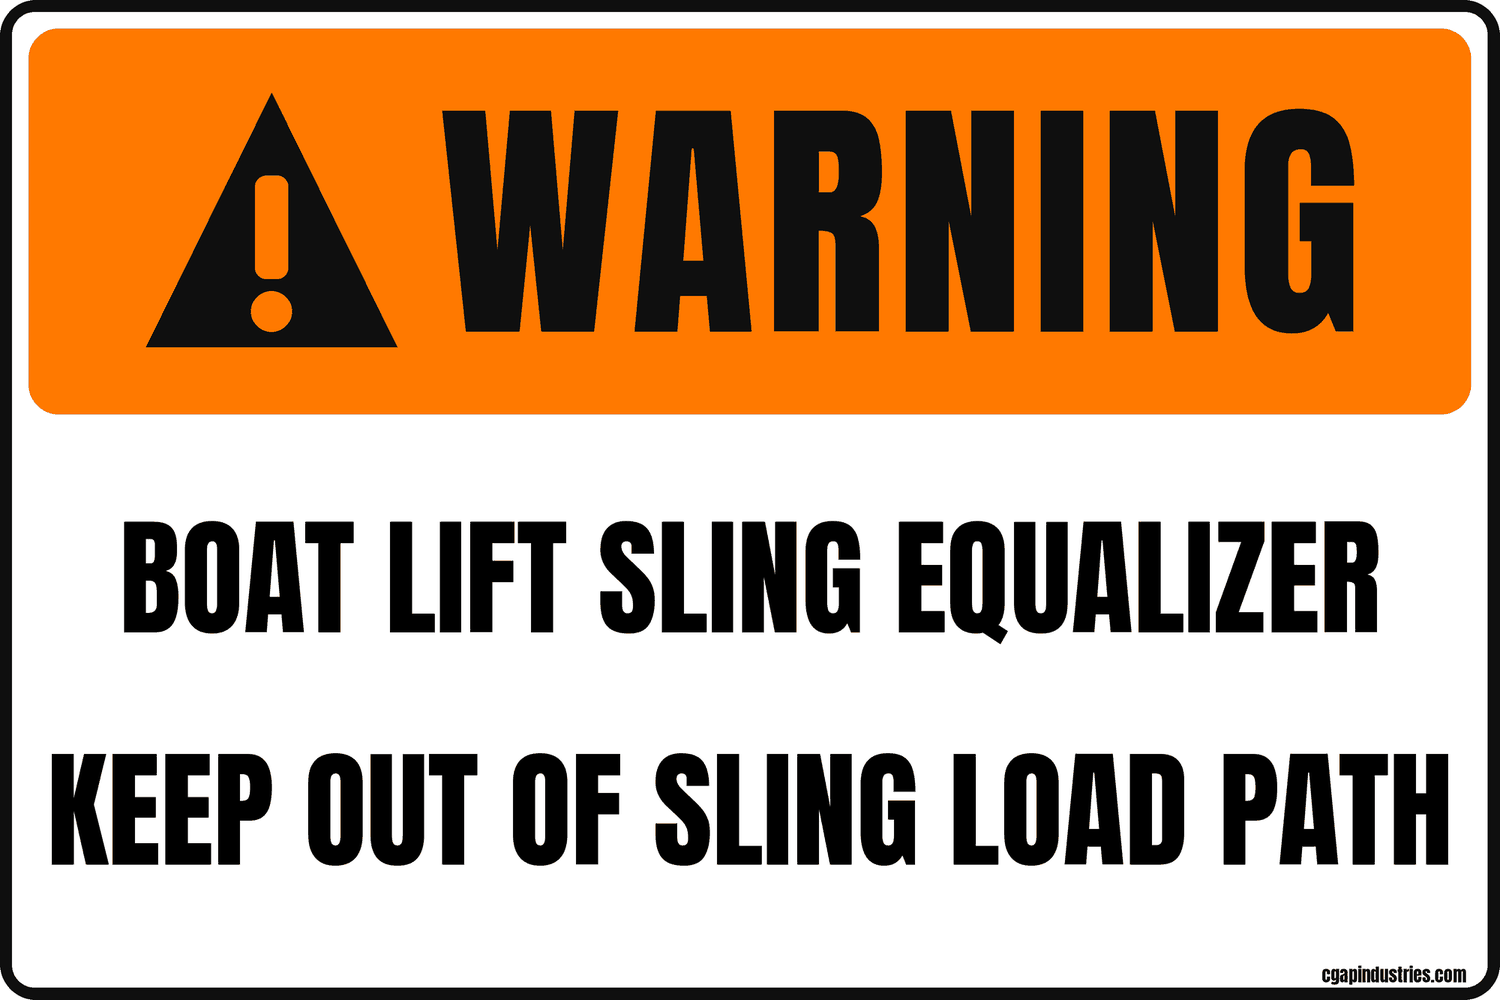 WARNING
BOAT LIFT SLING EQUALIZER
KEEP OUT OF SLING LOAD PATH
cgapindustries.com